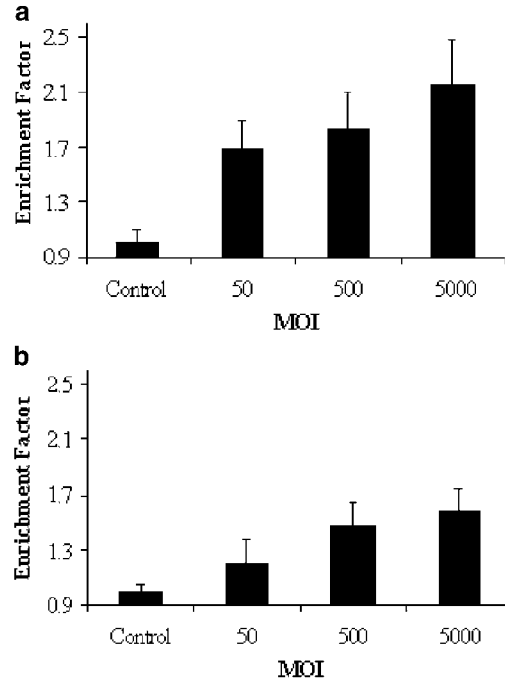 a
Enrichment Factor
2.5
2.1
1.7
1.3
0.9
Control 50 500 5000
MOI
b
Enrichment Factor
2.5
2.1
1.7
1.3
0.9
Control 50 500 5000
MOI